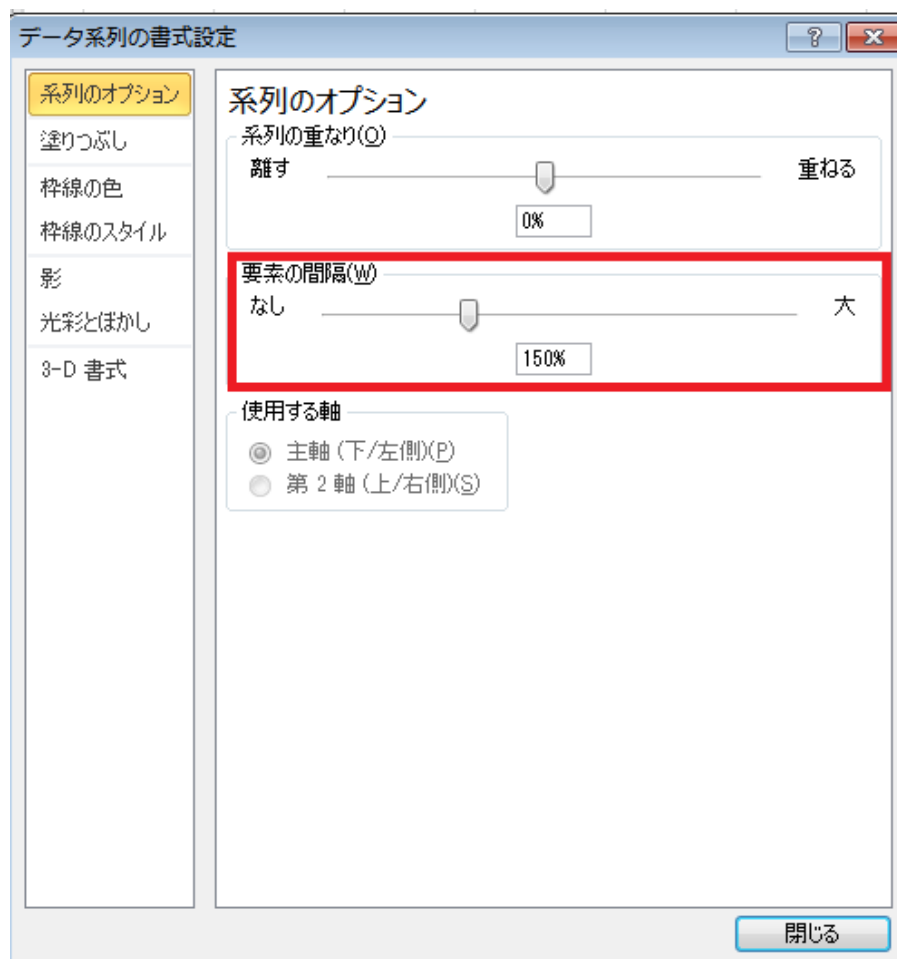 データ系列の書式設定
系列のオプション
塗りつぶし
枠線の色
枠線のスタイル
影
光彩とぼかし
3-D 書式
系列のオプション
系列の重なり(O)
離す 重ねる
0%
要素の間隔(W)
なし 大
150%
使用する軸
主軸 (下/左側)(P)
第 2 軸 (上/右側)(S)
閉じる